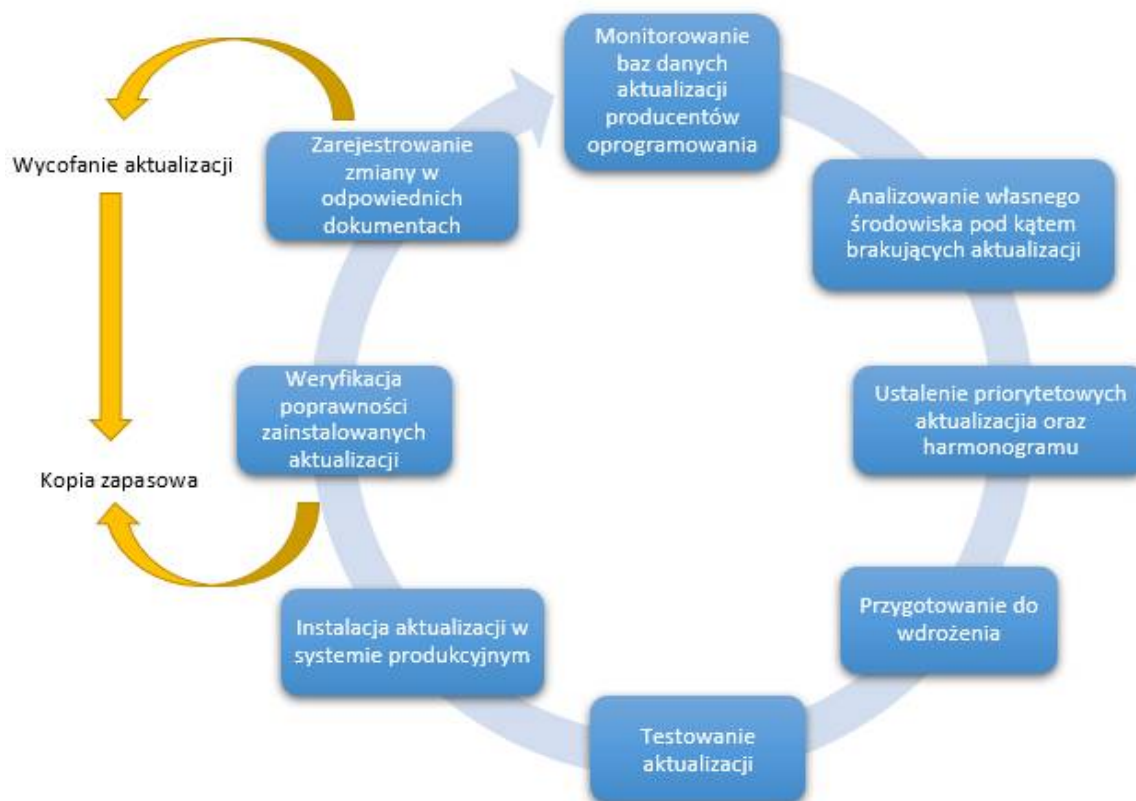 Monitorowanie
baz danych
aktualizacji
producentów
oprogramowania
Analizowanie własnego
środowiska pod kątem
brakujących aktualizacji
Ustalenie priorytetowych
aktualizacjia oraz
harmonogramu
Przygotowanie do
wdrożenia
Testowanie
aktualizacji
Instalacja aktualizacji w
systemie produkcyjnym
Weryfikacja
poprawności
zainstalowanych
aktualizacji
Zarejestrowanie
zmiany w
odpowiednich
dokumentach
Wycofanie aktualizacji
Kopia zapasowa